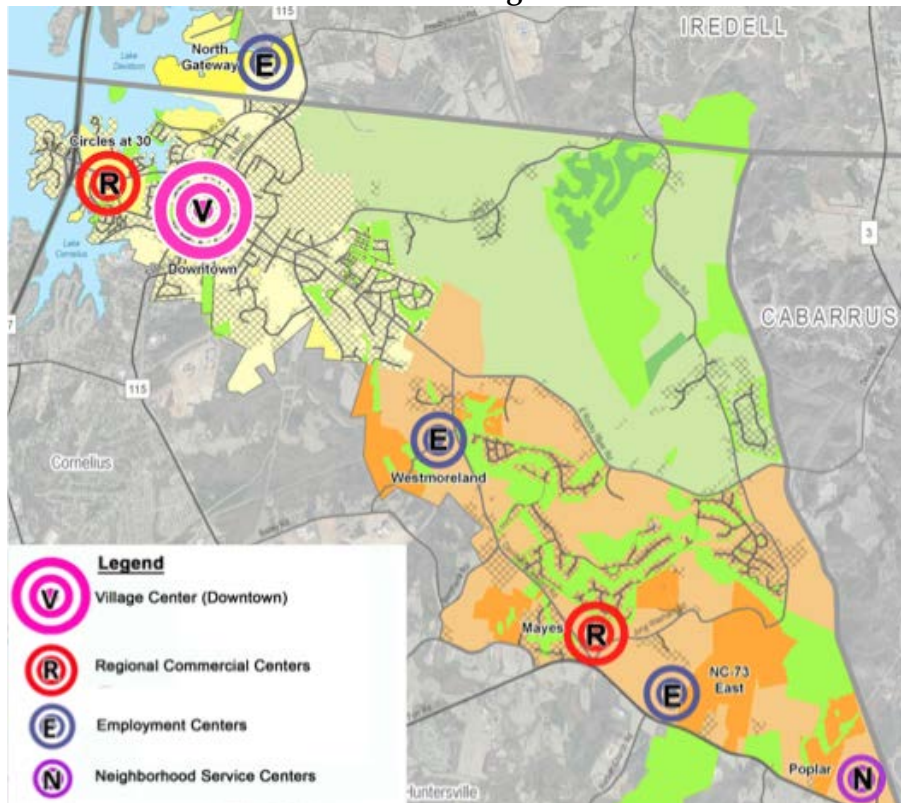 115
IREDELL
North
Gateway
E
Lake
Davidson
Circles at 30
R
V
Downtown
3
Lake
Cornelius
CABARRUS
7
115
E
Westmoreland
Cornelius
Mayes
R
NC-73
East
E
Poplar
N
Huntersville
Legend
V
Village Center (Downtown)
R
Regional Commercial Centers
E
Employment Centers
N
Neighborhood Service Centers